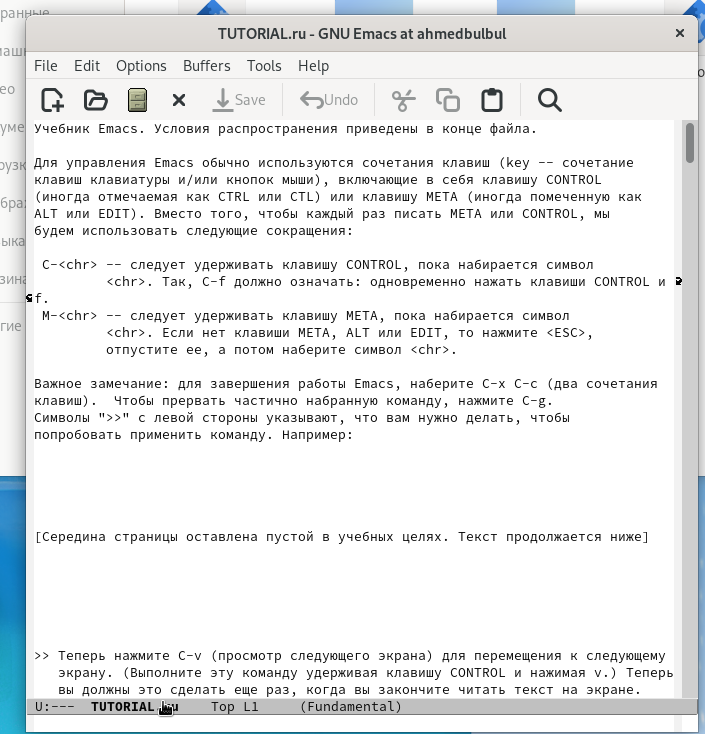 TUTORIAL.ru - GNU Emacs at ahmedbulbul
File Edit Options Buffers Tools Help
Save Undo
Учебник Emacs. Условия распространения приведены в конце файла.
Для управления Emacs обычно используются сочетания клавиш (key -- сочетание
клавиш клавиатуры и/или кнопок мыши), включающие в себя клавишу CONTROL
(иногда отмечаемая как CTRL или CTL) или клавишу META (иногда помеченную как
ALT или EDIT). Вместо того, чтобы каждый раз писать META или CONTROL, мы
будем использовать следующие сокращения:
C-<chr> -- следует удерживать клавишу CONTROL, пока набирается символ
<chr>. Так, C-f должно означать: одновременно нажать клавиши CONTROL и
f.
M-<chr> -- следует удерживать клавишу META, пока набирается символ
<chr>. Если нет клавиши META, ALT или EDIT, то нажмите <ESC>,
отпустите ее, а потом наберите символ <chr>.
Важное замечание: для завершения работы Emacs, наберите C-x C-c (два сочетания
клавиш).  Чтобы прервать частично набранную команду, нажмите C-g.
Символы ">>" с левой стороны указывают, что вам нужно делать, чтобы
попробовать применить команду. Например:
[Середина страницы оставлена пустой в учебных целях. Текст продолжается ниже]
>> Теперь нажмите C-v (просмотр следующего экрана) для перемещения к следующему
экрану. (Выполните эту команду удерживая клавишу CONTROL и нажимая v.) Теперь
вы должны это сделать еще раз, когда вы закончите читать текст на экране.
U:--- TUTORIAL.ru Top L1 (Fundamental)